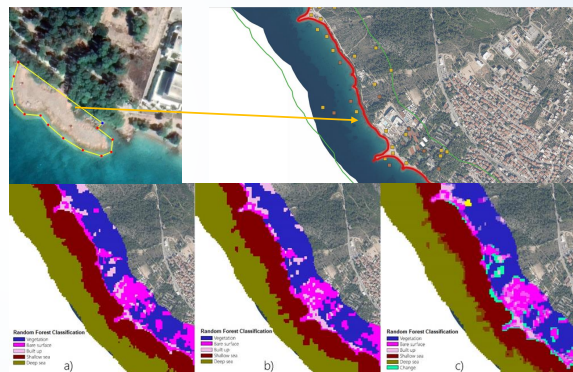 Random Forest Classification
Vegetation
Bare surface
Built up
Shallow sea
Deep sea
a)
Random Forest Classification
Vegetation
Bare surface
Built up
Shallow sea
Deep sea
b)
Random Forest Classification
Vegetation
Bare surface
Built up
Shallow sea
Deep sea
Change
c)